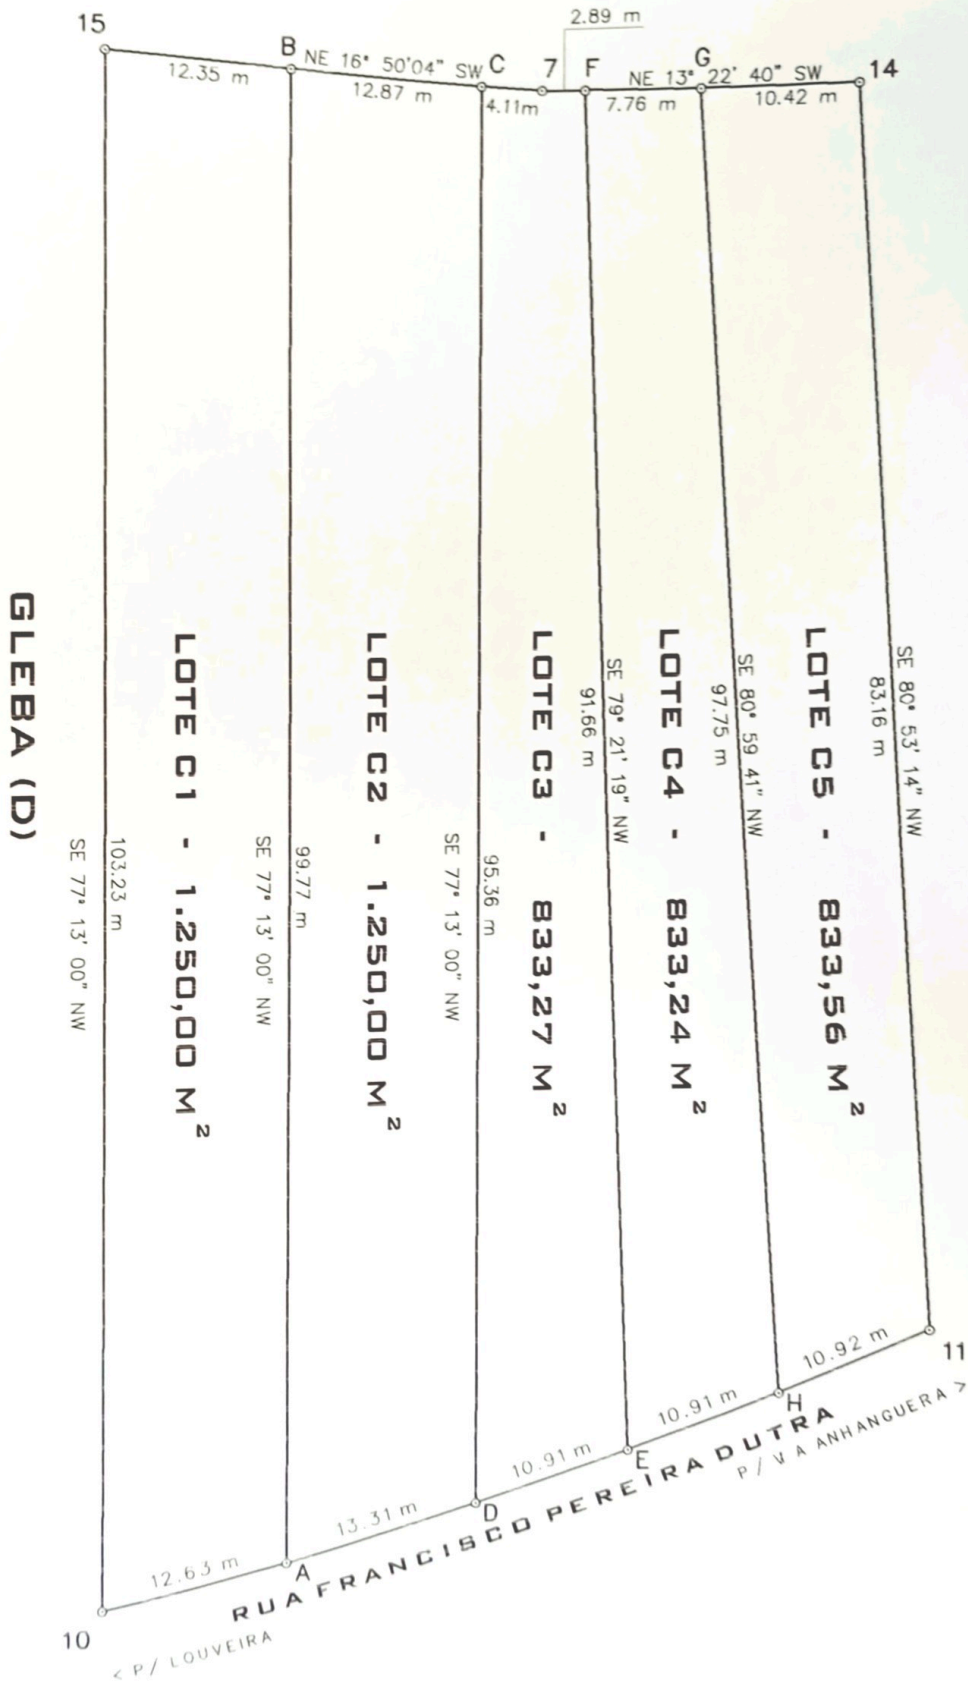 15
B
NE 16° 50'04" SW
C
7
2.89 m
F
G
NE 13° 22' 40" SW
14
12.35 m
12.87 m
4.11m
7.76 m
10.42 m
GLEBA (D)
SE 77° 13' 00" NW
103.23 m
LOTE C1 - 1.250,00 M²
SE 77° 13' 00" NW
99.77 m
LOTE C2 - 1.250,00 M²
SE 77° 13' 00" NW
95.36 m
LOTE C3 - 833,27 M²
91.66 m
SE 79° 21' 19" NW
LOTE C4 - 833,24 M²
97.75 m
SE 80° 59 41" NW
LOTE C5 - 833,56 M²
83.16 m
SE 80° 53' 14" NW
10
12.63 m
A
13.31 m
D
10.91 m
E
10.91 m
H
10.92 m
11
RUA FRANCISCO PEREIRA DUTRA
< P/ LOUVEIRA
P/ V A ANHANGUERA >